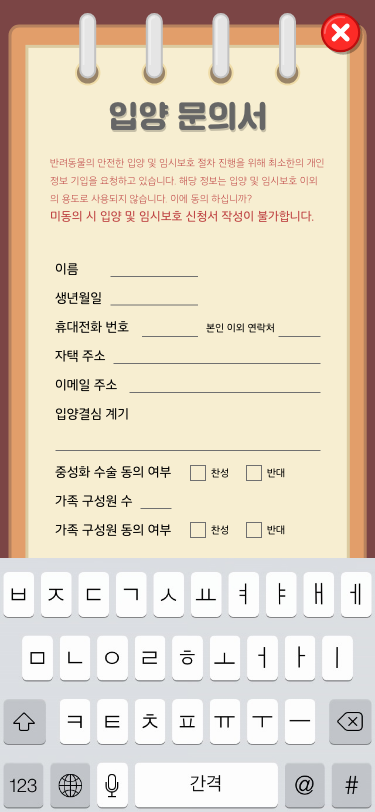 입양 문의서
반려동물의 안전한 입양 및 임시보호 절차 진행을 위해 최소한의 개인
정보 기입을 요청하고 있습니다. 해당 정보는 입양 및 임시보호 이외
의 용도로 사용되지 않습니다. 이에 동의 하십니까?
미동의 시 입양 및 임시보호 신청서 작성이 불가합니다.
이름
생년월일
휴대전화 번호 본인 이외 연락처
자택 주소
이메일 주소
입양결심 계기
중성화 수술 동의 여부 찬성 반대
가족 구성원 수
가족 구성원 동의 여부 찬성 반대
ㅂ ㅈ ㄷ ㄱ ㅅ ㅛ ㅕ ㅑ ㅐ ㅔ
ㅁ ㄴ ㅇ ㄹ ㅎ ㅗ ㅓ ㅏ ㅣ
ㅋ ㅌ ㅊ ㅍ ㅠ ㅜ ㅡ
123 간격 @ #